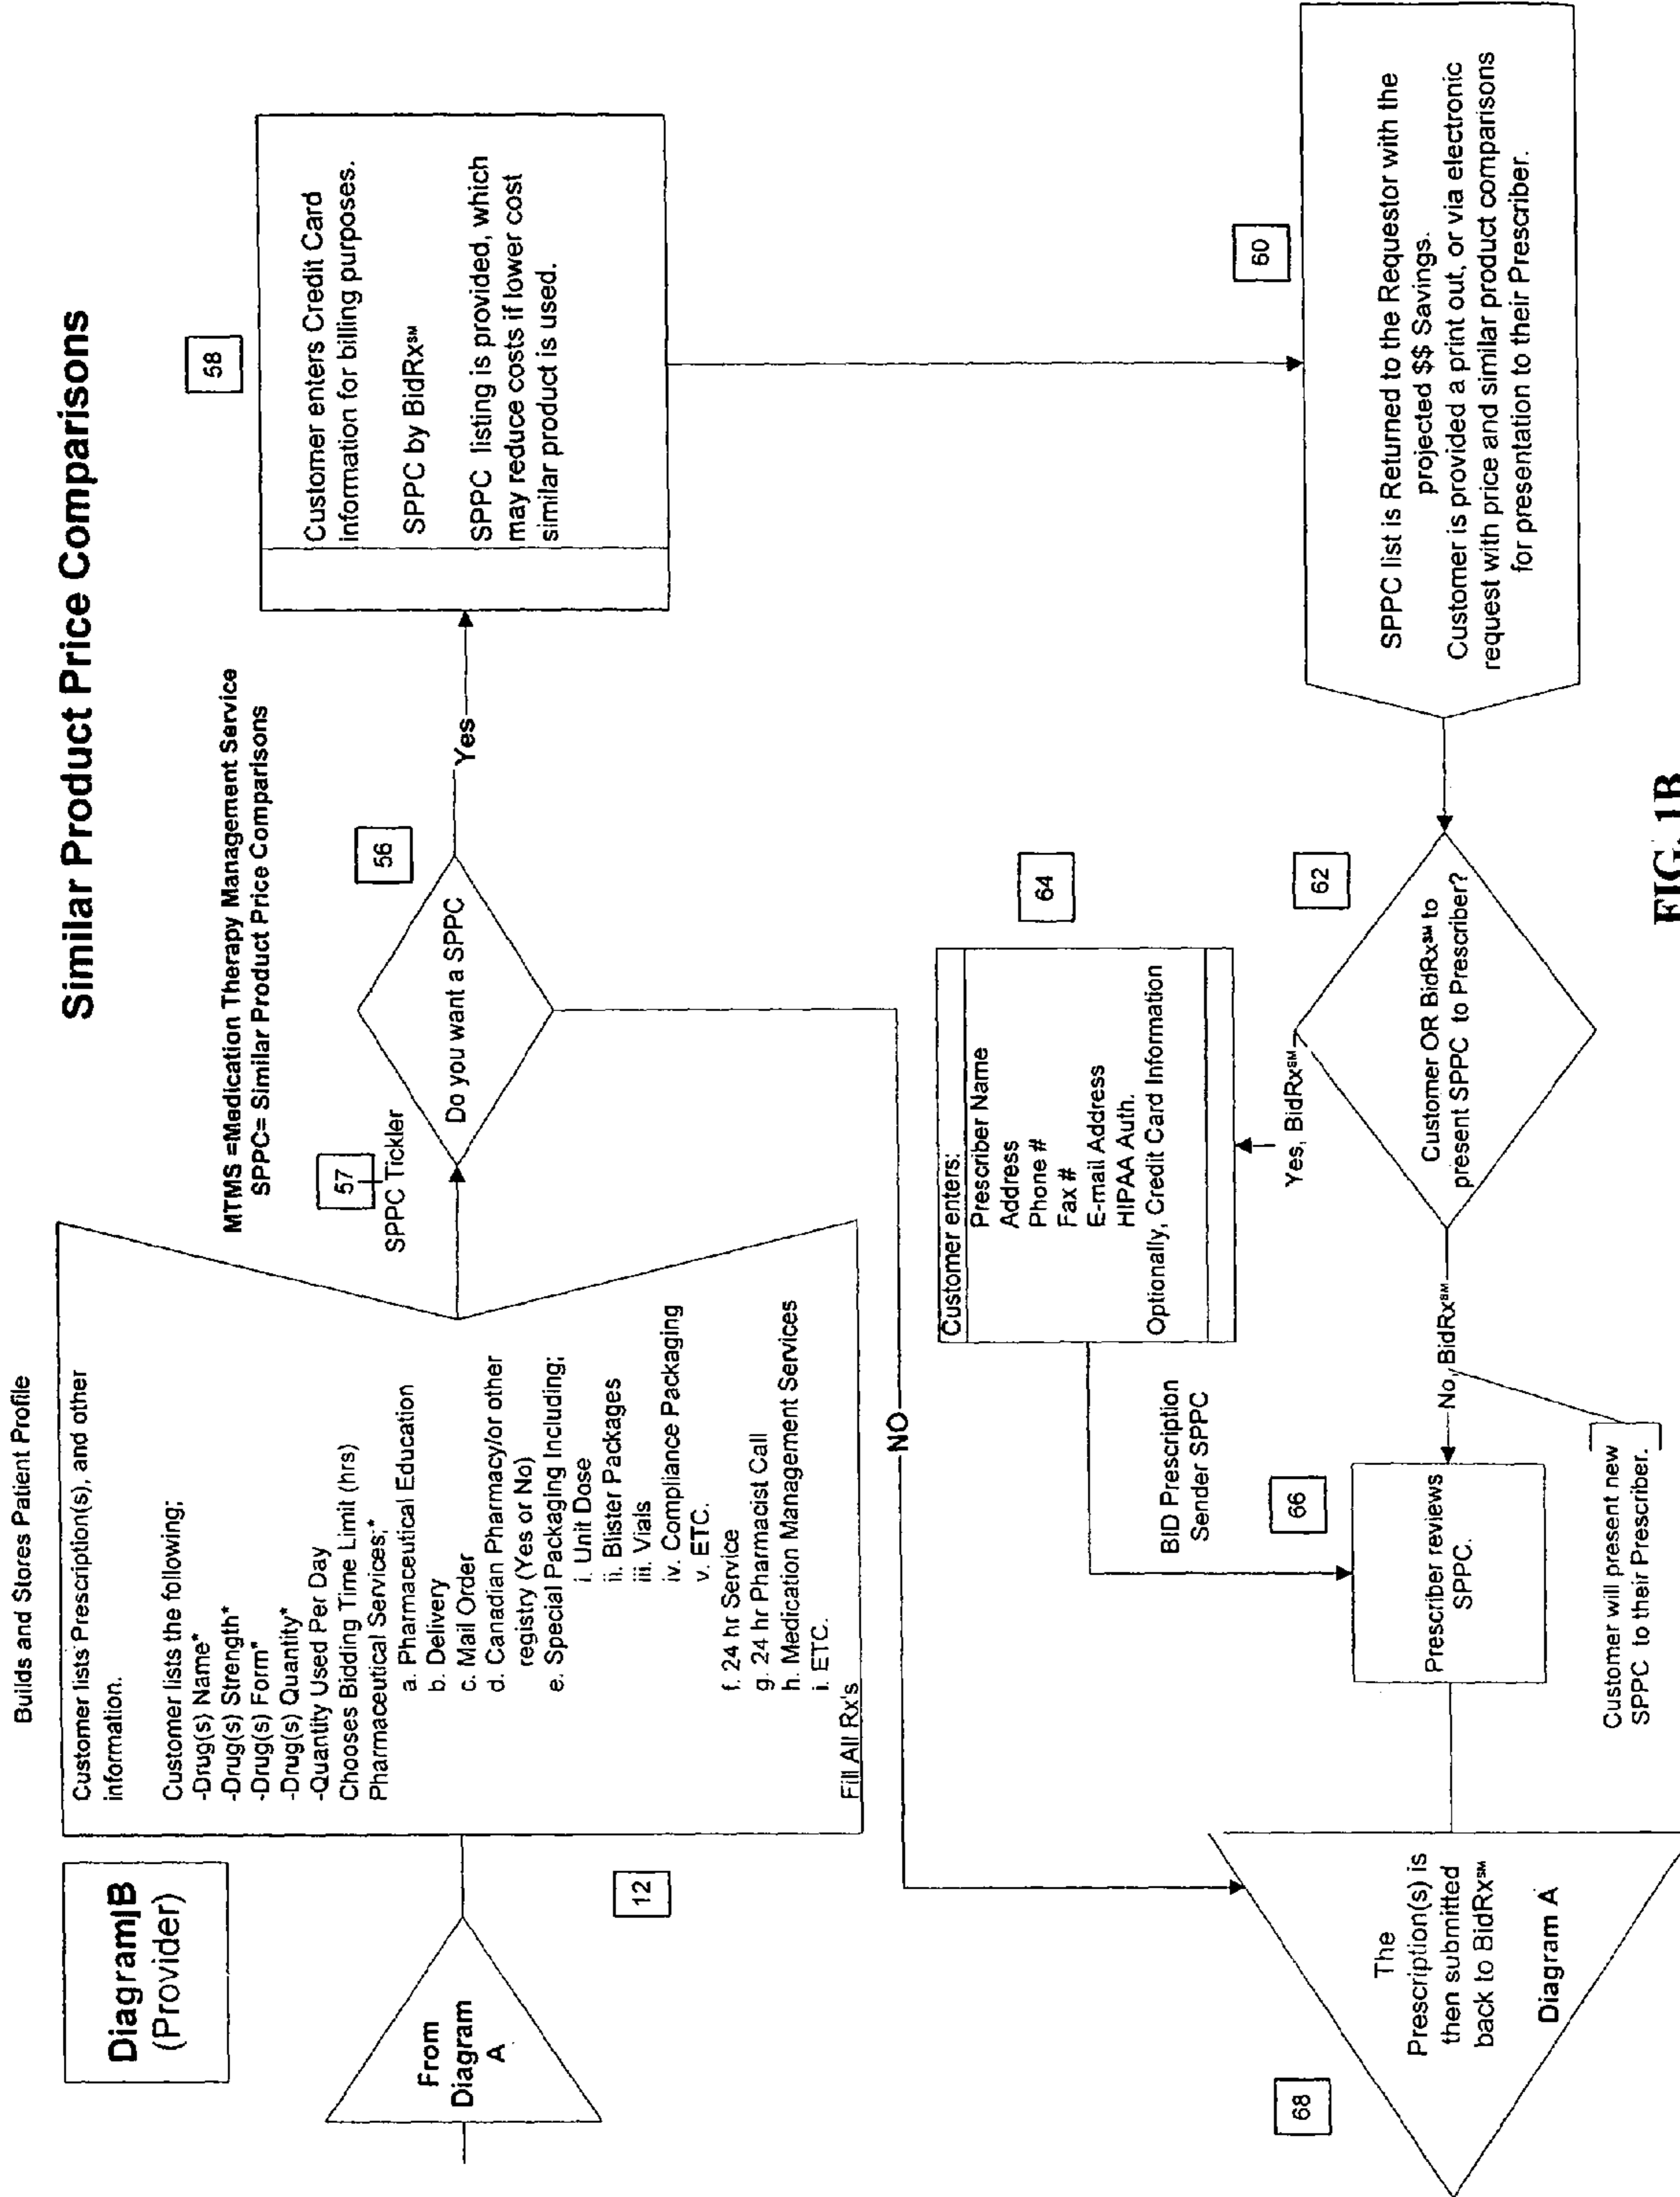 Similar Product Price Comparisons
Builds and Stores Patient Profile
Diagram|B
(Provider)
MTMS =Medication Therapy Management Service
SPPC= Similar Product Price Comparisons
From
Diagram
A
12
Customer lists Prescription(s), and other
information.
Customer lists the following;
-Drug(s) Name*
-Drug(s) Strength*
-Drug(s) Form*
-Drug(s) Quantity*
-Quantity Used Per Day
Chooses Bidding Time Limit (hrs)
Pharmaceutical Services;*
a. Pharmaceutical Education
b. Delivery
c. Mail Order
d. Canadian Pharmacy/or other
registry (Yes or No)
e. Special Packaging Including;
i. Unit Dose
ii. Blister Packages
iii. Vials
iv. Compliance Packaging
v. ETC.
f. 24 hr Service
g. 24 hr Pharmacist Call
h. Medication Management Services
i. ETC.
Fill All Rx's
57
SPPC Tickler
56
Do you want a SPPC
Yes
NO
58
Customer enters Credit Card
information for billing purposes.
SPPC by BidRx℠
SPPC listing is provided, which
may reduce costs if lower cost
similar product is used.
60
SPPC list is Returned to the Requestor with the
projected $$ Savings.
Customer is provided a print out, or via electronic
request with price and similar product comparisons
for presentation to their Prescriber.
62
Customer OR BidRx℠ to
present SPPC to Prescriber?
Yes, BidRx℠
64
Customer enters:
Prescriber Name
Address
Phone #
Fax #
E-mail Address
HIPAA Auth.
Optionally, Credit Card Information
BID Prescription
Sender SPPC
No, BidRx℠
Customer will present new
SPPC to their Prescriber.
66
Prescriber reviews
SPPC.
68
The
Prescription(s) is
then submitted
back to BidRx℠
Diagram A
FIG. 1B